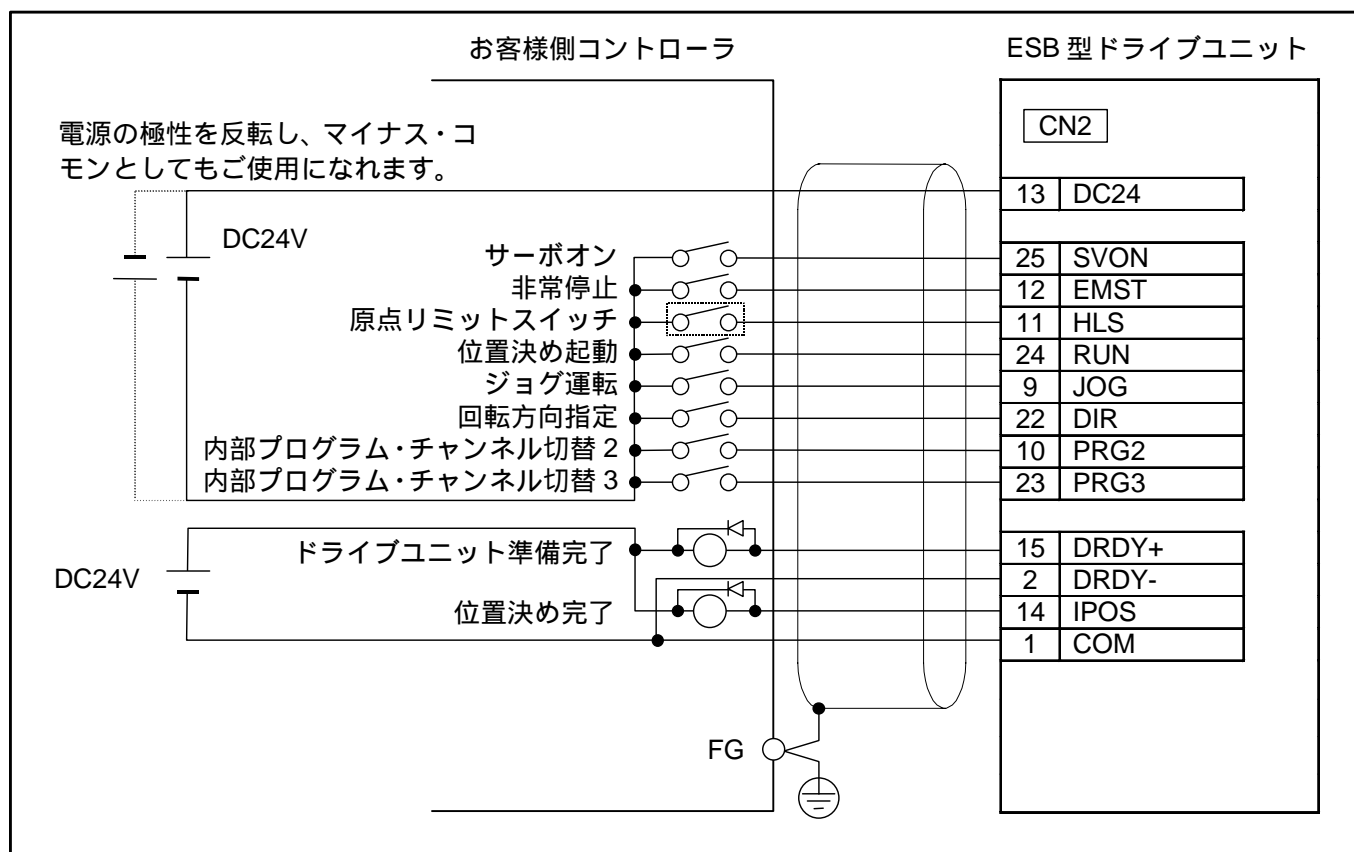 お客様側コントローラ
ESB 型ドライブユニット
電源の極性を反転し、マイナス・コ
モンとしてもご使用になれます。
CN2
13 DC24
DC24V
サーボオン 25 SVON
非常停止 12 EMST
原点リミットスイッチ 11 HLS
位置決め起動 24 RUN
ジョグ運転 9 JOG
回転方向指定 22 DIR
内部プログラム・チャンネル切替 2 10 PRG2
内部プログラム・チャンネル切替 3 23 PRG3
ドライブユニット準備完了 15 DRDY+
DC24V
2 DRDY-
位置決め完了 14 IPOS
1 COM
FG